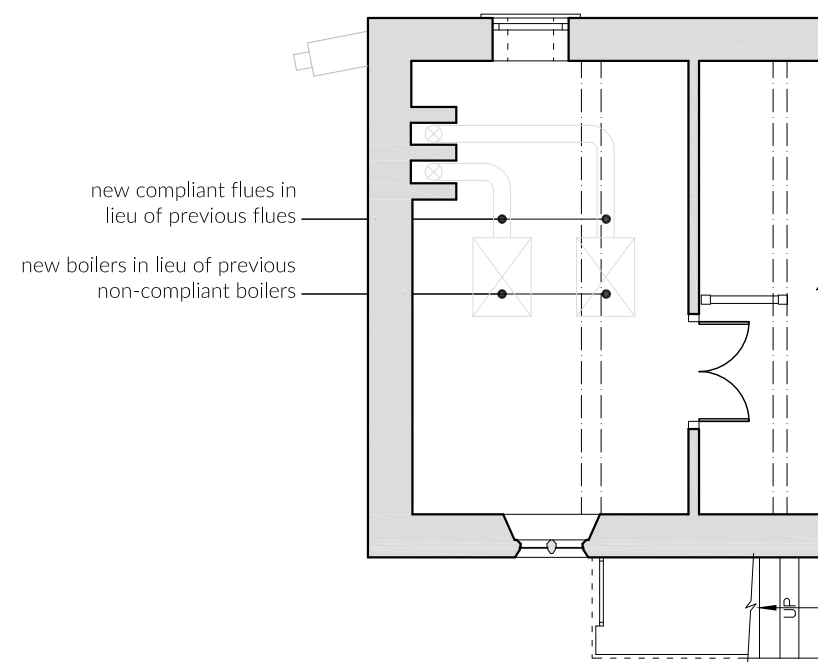 new compliant flues in
lieu of previous flues
new boilers in lieu of previous
non-compliant boilers
UP